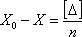 X₀ − X = [Δ] / n